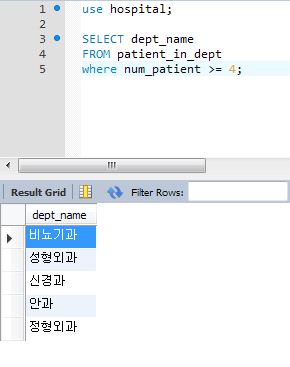 1 use hospital;
2
3 SELECT dept_name
4 FROM patient_in_dept
5 where num_patient >= 4;
Result Grid Filter Rows:
dept_name
비뇨기과
성형외과
신경과
안과
정형외과